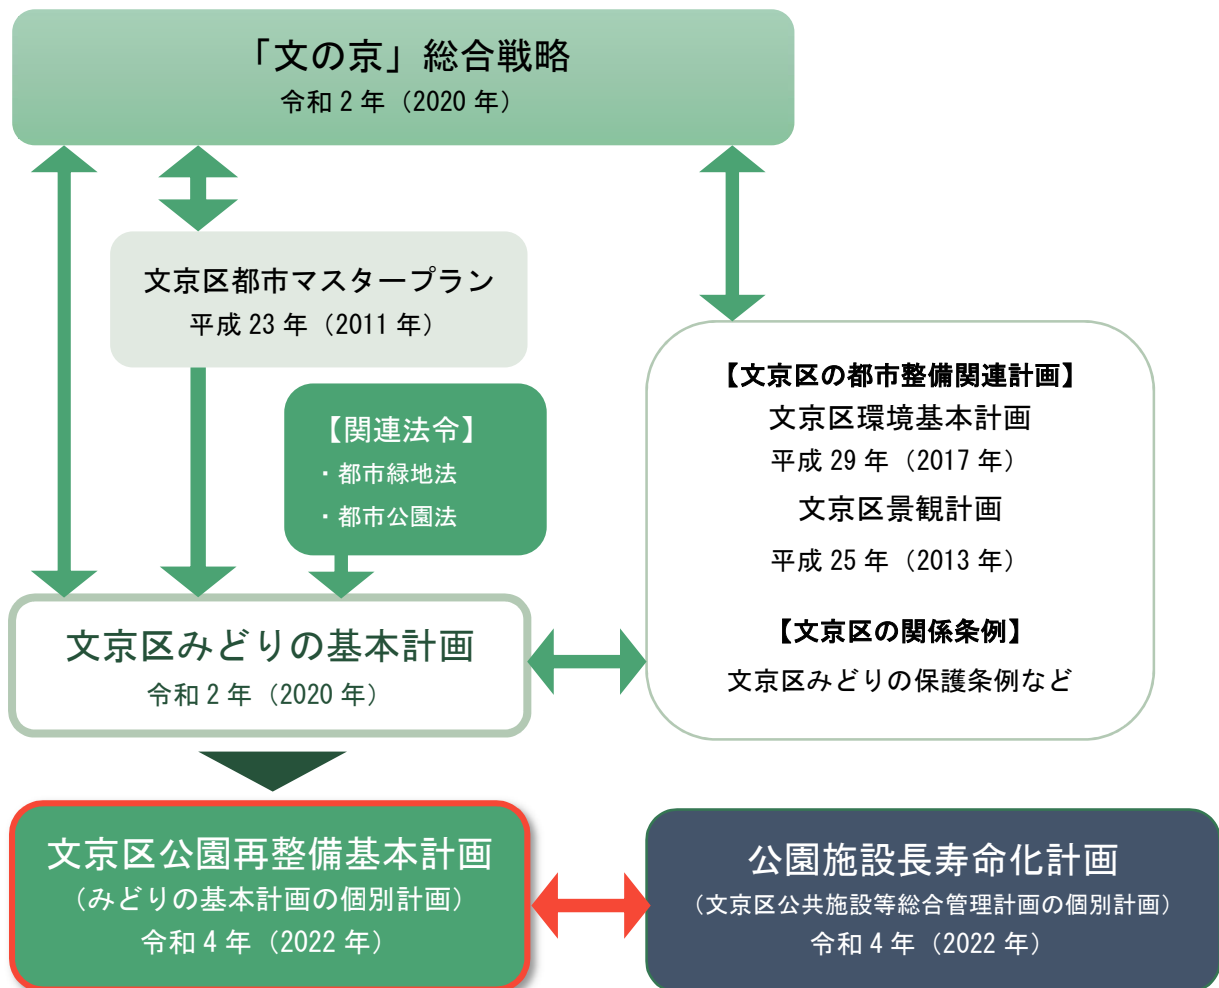 「文の京」総合戦略
令和 2 年（2020 年）
文京区都市マスタープラン
平成 23 年（2011 年）
【関連法令】
・都市緑地法
・都市公園法
【文京区の都市整備関連計画】
文京区環境基本計画
平成 29 年（2017 年）
文京区景観計画
平成 25 年（2013 年）
【文京区の関係条例】
文京区みどりの保護条例など
文京区みどりの基本計画
令和 2 年（2020 年）
文京区公園再整備基本計画
（みどりの基本計画の個別計画）
令和 4 年（2022 年）
公園施設長寿命化計画
（文京区公共施設等総合管理計画の個別計画）
令和 4 年（2022 年）